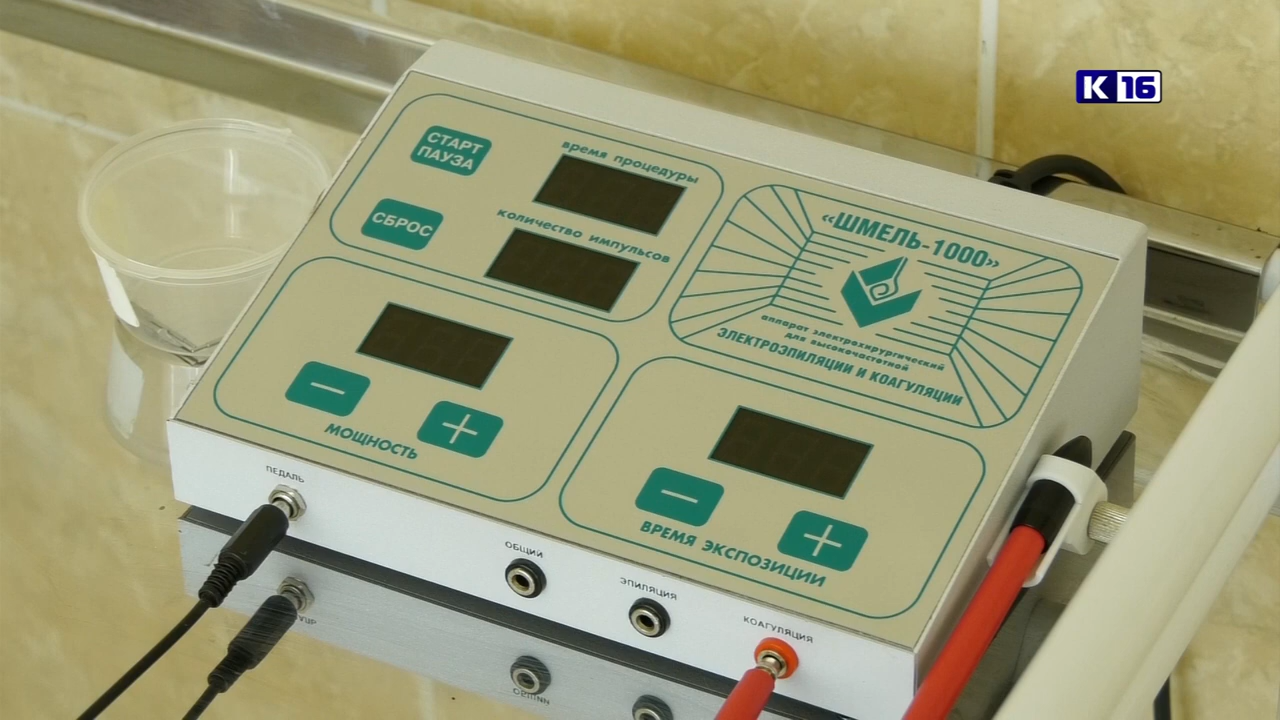 K 16
СТАРТ
ПАУЗА
время процедуры
СБРОС
количество импульсов
«ШМЕЛЬ-1000»
аппарат электрохирургический
для высокочастотной
ЭЛЕКТРОЭПИЛЯЦИИ И КОАГУЛЯЦИИ
МОЩНОСТЬ
ВРЕМЯ ЭКСПОЗИЦИИ
ПЕДАЛЬ
ОБЩИЙ
ЭПИЛЯЦИЯ
КОАГУЛЯЦИЯ